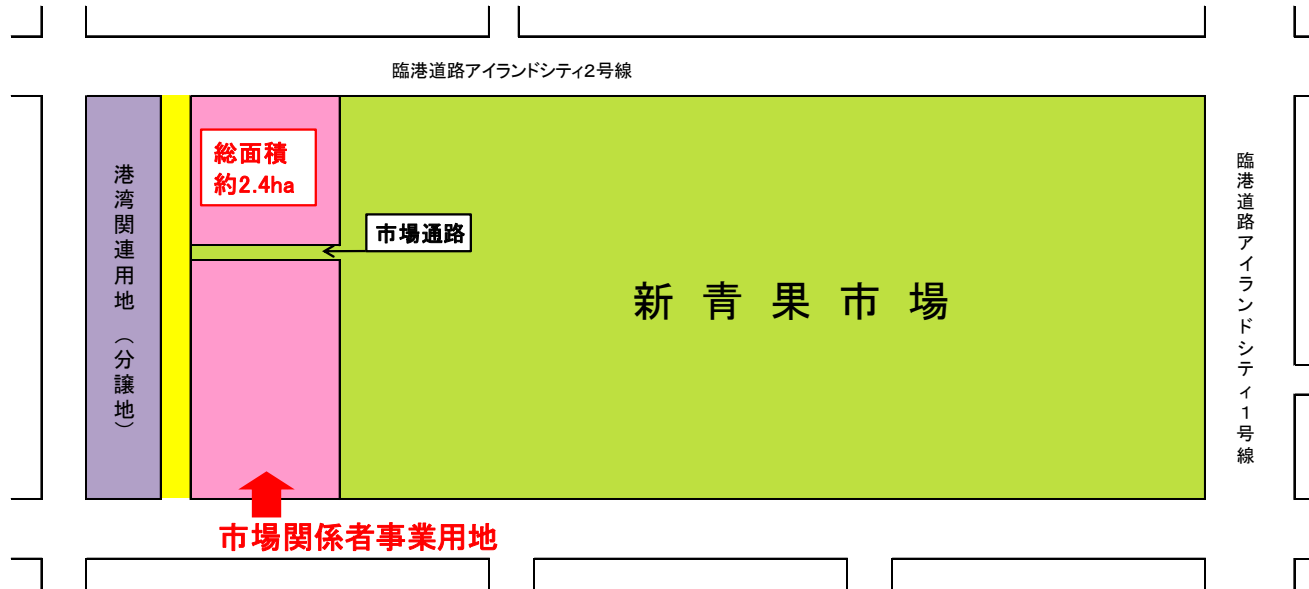 臨港道路アイランドシティ2号線
総面積
約2.4ha
港湾関連用地（分譲地）
市場通路
新青果市場
臨港道路アイランドシティ1号線
市場関係者事業用地